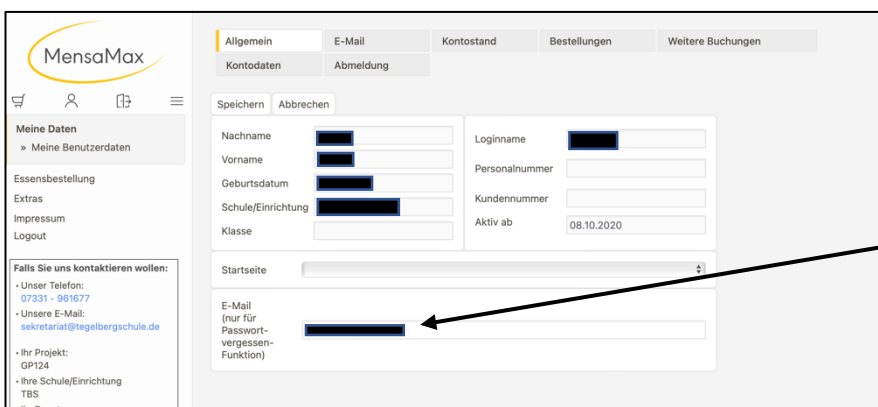 MensaMax
Meine Daten
» Meine Benutzerdaten
Essensbestellung
Extras
Impressum
Logout
Falls Sie uns kontaktieren wollen:
• Unser Telefon:
07331 - 961677
• Unsere E-Mail:
sekretariat@tegelbergschule.de
• Ihr Projekt:
GP124
• Ihre Schule/Einrichtung
TBS
Allgemein E-Mail Kontostand Bestellungen Weitere Buchungen
Kontodaten Abmeldung
Speichern Abbrechen
Nachname
Vorname
Geburtsdatum
Schule/Einrichtung
Klasse
Loginname
Personalnummer
Kundennummer
Aktiv ab 08.10.2020
Startseite
E-Mail
(nur für
Passwort-
vergessen-
Funktion)